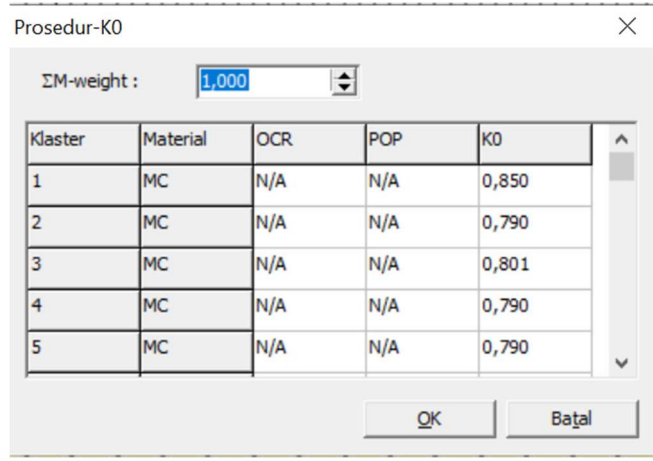 Prosedur-K0
ΣM-weight : 1,000
Klaster Material OCR POP K0
1 MC N/A N/A 0,850
2 MC N/A N/A 0,790
3 MC N/A N/A 0,801
4 MC N/A N/A 0,790
5 MC N/A N/A 0,790
OK Batal